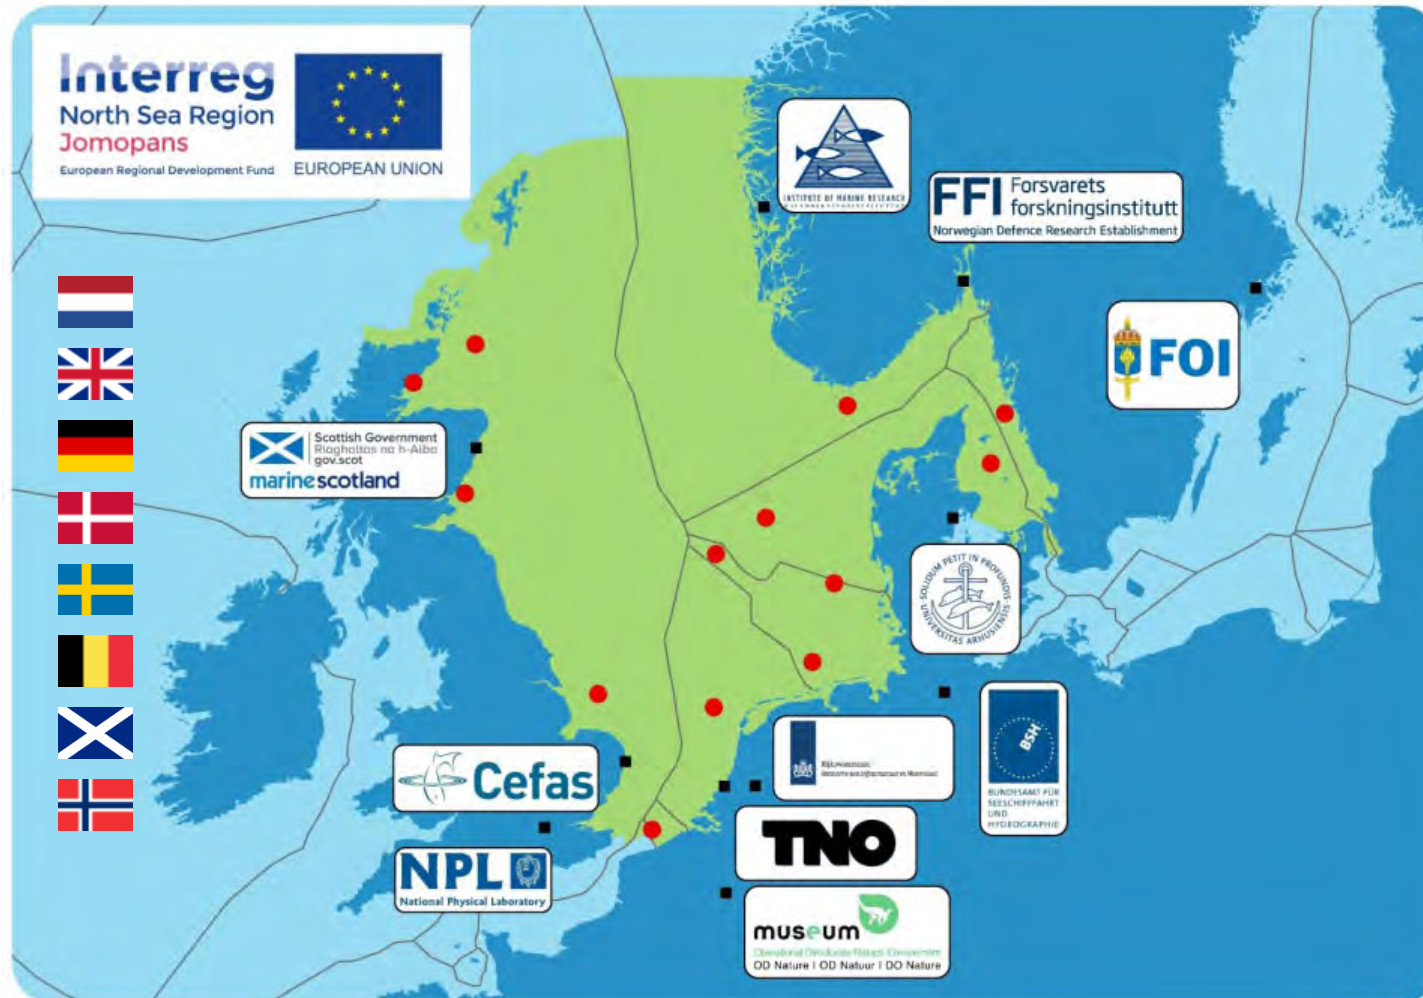 Interreg
North Sea Region
Jomopans
European Regional Development Fund
EUROPEAN UNION
INSTITUTE OF MARINE RESEARCH
FFI Forsvarets
forskningsinstitutt
Norwegian Defence Research Establishment
FOI
Scottish Government
Riaghaltas na h-Alba
gov.scot
marinescotland
SOLIDUM PETIT IN PROFUNDIS
UNIVERSITAS ARHUSIENSIS
BSH
BUNDESAMT FÜR
SEESCHIFFFAHRT
UND
HYDROGRAPHIE
Cefas
TNO
NPL
National Physical Laboratory
museum
OD Nature | OD Natuur | DO Nature